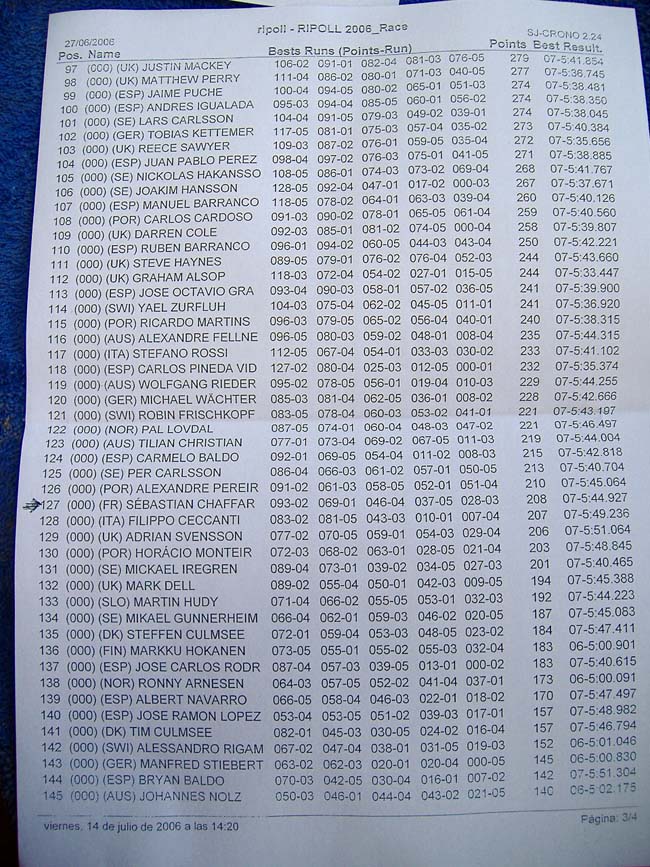 ripoll - RIPOLL 2006_Race
27/06/2006 SJ-CRONO 2.24
Pos. Name Bests Runs (Points-Run) Points Best Result.
97 (000) (UK) JUSTIN MACKEY 106-02 091-01 082-04 081-03 076-05 279 07-5:41.854
98 (000) (UK) MATTHEW PERRY 111-04 086-02 080-01 071-03 040-05 277 07-5:36.745
99 (000) (ESP) JAIME PUCHE 100-04 094-05 080-02 065-01 051-03 274 07-5:38.481
100 (000) (ESP) ANDRES IGUALADA 095-03 094-04 085-05 060-01 056-02 274 07-5:38.350
101 (000) (SE) LARS CARLSSON 104-04 091-05 079-03 049-02 039-01 274 07-5:38.045
102 (000) (GER) TOBIAS KETTEMER 117-05 081-01 075-03 057-04 035-02 273 07-5:40.384
103 (000) (UK) REECE SAWYER 109-03 087-02 076-01 059-05 035-04 272 07-5:35.656
104 (000) (ESP) JUAN PABLO PEREZ 098-04 097-02 076-03 075-01 041-05 271 07-5:38.885
105 (000) (SE) NICKOLAS HAKANSSO 108-05 086-01 074-03 073-02 069-04 268 07-5:41.767
106 (000) (SE) JOAKIM HANSSON 128-05 092-04 047-01 017-02 000-03 267 07-5:37.671
107 (000) (ESP) MANUEL BARRANCO 118-05 078-02 064-01 063-03 039-04 260 07-5:40.126
108 (000) (POR) CARLOS CARDOSO 091-03 090-02 078-01 065-05 061-04 259 07-5:40.560
109 (000) (UK) DARREN COLE 092-03 085-01 081-02 074-05 000-04 258 07-5:39.807
110 (000) (ESP) RUBEN BARRANCO 096-01 094-02 060-05 044-03 043-04 250 07-5:42.221
111 (000) (UK) STEVE HAYNES 089-05 079-01 076-02 076-04 052-03 244 07-5:43.660
112 (000) (UK) GRAHAM ALSOP 118-03 072-04 054-02 027-01 015-05 244 07-5:33.447
113 (000) (ESP) JOSE OCTAVIO GRA 093-04 090-03 058-01 057-02 036-05 241 07-5:39.900
114 (000) (SWI) YAEL ZURFLUH 104-03 075-04 062-02 045-05 011-01 241 07-5:36.920
115 (000) (POR) RICARDO MARTINS 096-03 079-05 065-02 056-04 040-01 240 07-5:38.315
116 (000) (AUS) ALEXANDRE FELLNE 096-05 080-03 059-02 048-01 008-04 235 07-5:44.315
117 (000) (ITA) STEFANO ROSSI 112-05 067-04 054-01 033-03 030-02 233 07-5:41.102
118 (000) (ESP) CARLOS PINEDA VID 127-02 080-04 025-03 012-05 000-01 232 07-5:35.374
119 (000) (AUS) WOLFGANG RIEDER 095-02 078-05 056-01 019-04 010-03 229 07-5:44.255
120 (000) (GER) MICHAEL WÄCHTER 085-03 081-04 062-05 036-01 008-02 228 07-5:42.666
121 (000) (SWI) ROBIN FRISCHKOPF 083-05 078-04 060-03 053-02 041-01 221 07-5:43.197
122 (000) (NOR) PAL LOVDAL 087-05 074-01 060-04 048-03 047-02 221 07-5:46.497
123 (000) (AUS) TILIAN CHRISTIAN 077-01 073-04 069-02 067-05 011-03 219 07-5:44.004
124 (000) (ESP) CARMELO BALDO 092-01 069-05 054-04 011-02 008-03 215 07-5:42.818
125 (000) (SE) PER CARLSSON 086-04 066-03 061-02 057-01 050-05 213 07-5:40.704
126 (000) (POR) ALEXANDRE PEREIR 091-02 061-03 058-05 052-01 051-04 210 07-5:45.064
127 (000) (FR) SÉBASTIAN CHAFFAR 093-02 069-01 046-04 037-05 028-03 208 07-5:44.927
128 (000) (ITA) FILIPPO CECCANTI 083-02 081-05 043-03 010-01 007-04 207 07-5:49.236
129 (000) (UK) ADRIAN SVENSSON 077-02 070-05 059-01 054-03 029-04 206 07-5:51.064
130 (000) (POR) HORÁCIO MONTEIR 072-03 068-02 063-01 028-05 021-04 203 07-5:48.845
131 (000) (SE) MICKAEL IREGREN 089-04 073-01 039-02 034-05 027-03 201 07-5:40.465
132 (000) (UK) MARK DELL 089-02 055-04 050-01 042-03 009-05 194 07-5:45.388
133 (000) (SLO) MARTIN HUDY 071-04 066-02 055-05 053-01 032-03 192 07-5:44.223
134 (000) (SE) MIKAEL GUNNERHEIM 066-04 062-01 059-03 046-02 020-05 187 07-5:45.083
135 (000) (DK) STEFFEN CULMSEE 072-01 059-04 053-03 048-05 023-02 184 07-5:47.411
136 (000) (FIN) MARKKU HOKANEN 073-05 055-01 055-02 055-03 032-04 183 06-5:00.901
137 (000) (ESP) JOSE CARLOS RODR 087-04 057-03 039-05 013-01 000-02 183 07-5:40.615
138 (000) (NOR) RONNY ARNESEN 064-03 057-05 052-02 041-04 037-01 173 06-5:00.091
139 (000) (ESP) ALBERT NAVARRO 066-05 058-04 046-03 022-01 018-02 170 07-5:47.497
140 (000) (ESP) JOSE RAMON LOPEZ 053-04 053-05 051-02 039-03 017-01 157 07-5:48.982
141 (000) (DK) TIM CULMSEE 082-01 045-03 030-05 024-02 016-04 157 07-5:46.794
142 (000) (SWI) ALESSANDRO RIGAM 067-02 047-04 038-01 031-05 019-03 152 06-5:01.046
143 (000) (GER) MANFRED STIEBERT 063-02 062-03 020-01 020-04 000-05 145 06-5:00.830
144 (000) (ESP) BRYAN BALDO 070-03 042-05 030-04 016-01 007-02 142 07-5:51.304
145 (000) (AUS) JOHANNES NOLZ 050-03 046-01 044-04 043-02 021-05 140 06-5:02.175
viernes, 14 de julio de 2006 a las 14:20 Página: 3/4